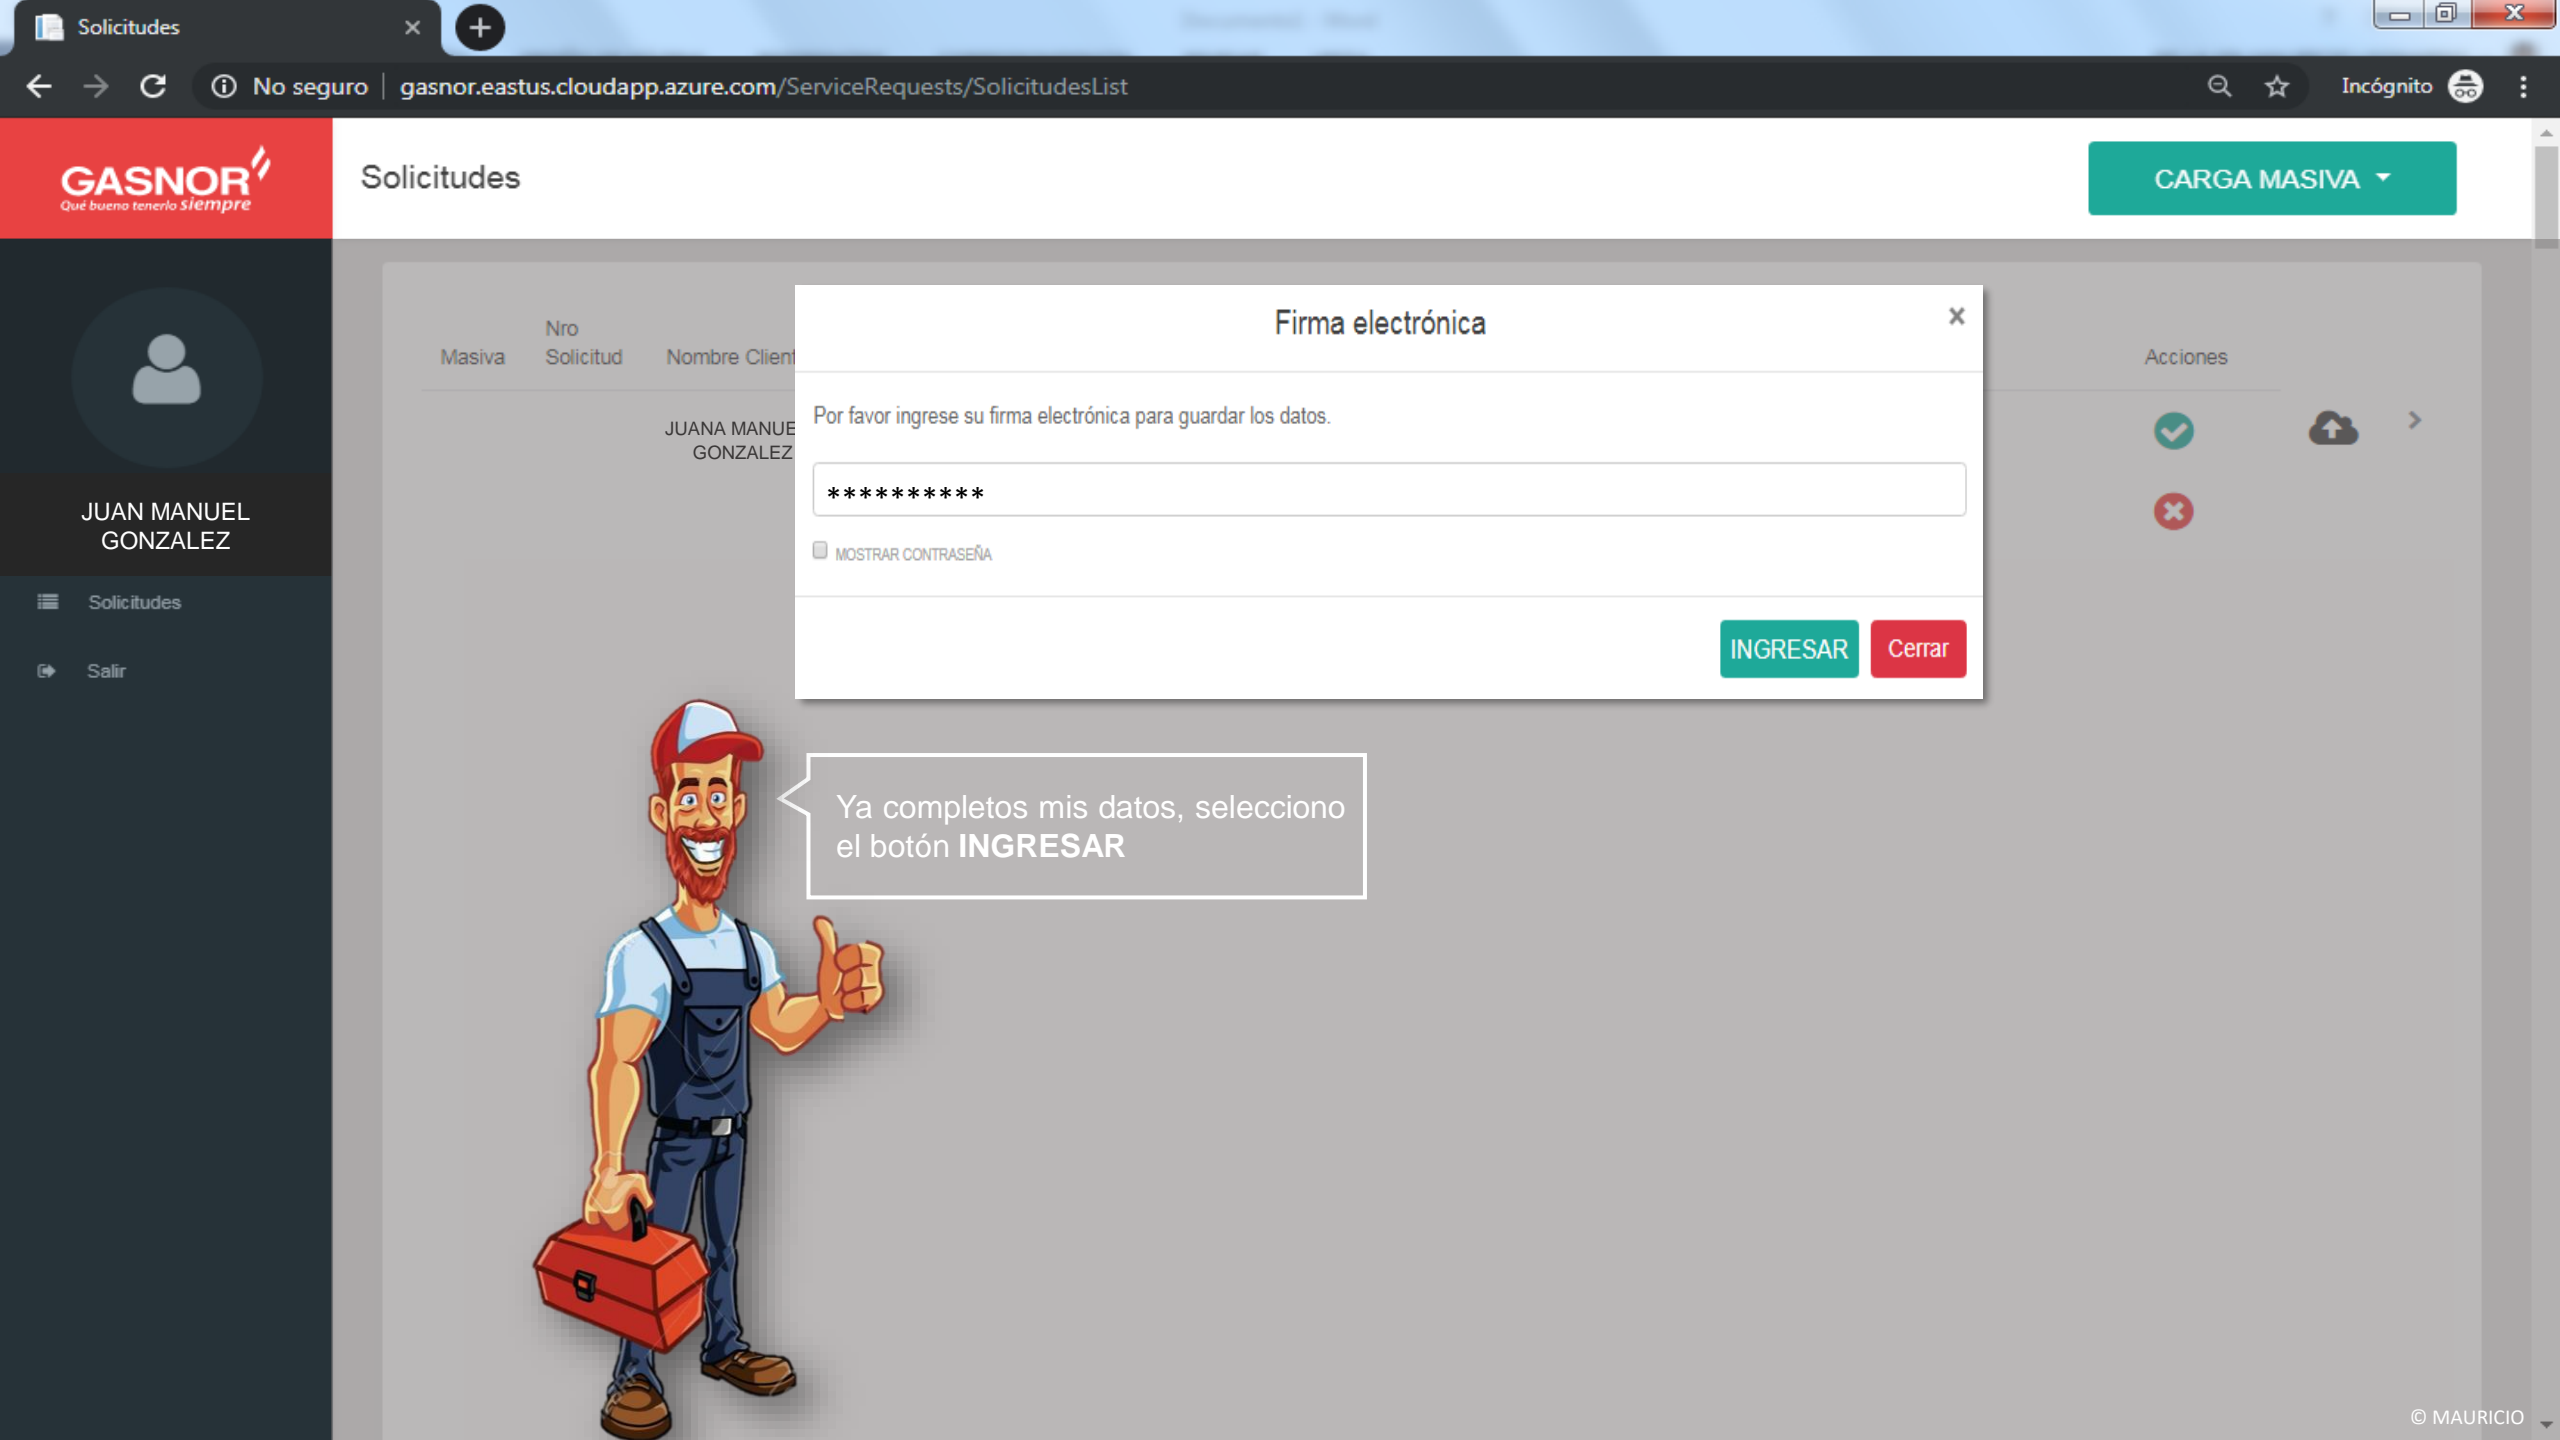 Solicitudes
No seguro | gasnor.eastus.cloudapp.azure.com/ServiceRequests/SolicitudesList
Incógnito
GASNOR
Qué bueno tenerlo siempre
Solicitudes
CARGA MASIVA
JUAN MANUEL
GONZALEZ
Solicitudes
Salir
Masiva
Nro
Solicitud
Nombre Client
Acciones
JUANA MANUE
GONZALEZ
Firma electrónica
Por favor ingrese su firma electrónica para guardar los datos.
**********
MOSTRAR CONTRASEÑA
INGRESAR
Cerrar
Ya completos mis datos, selecciono
el botón INGRESAR
© MAURICIO